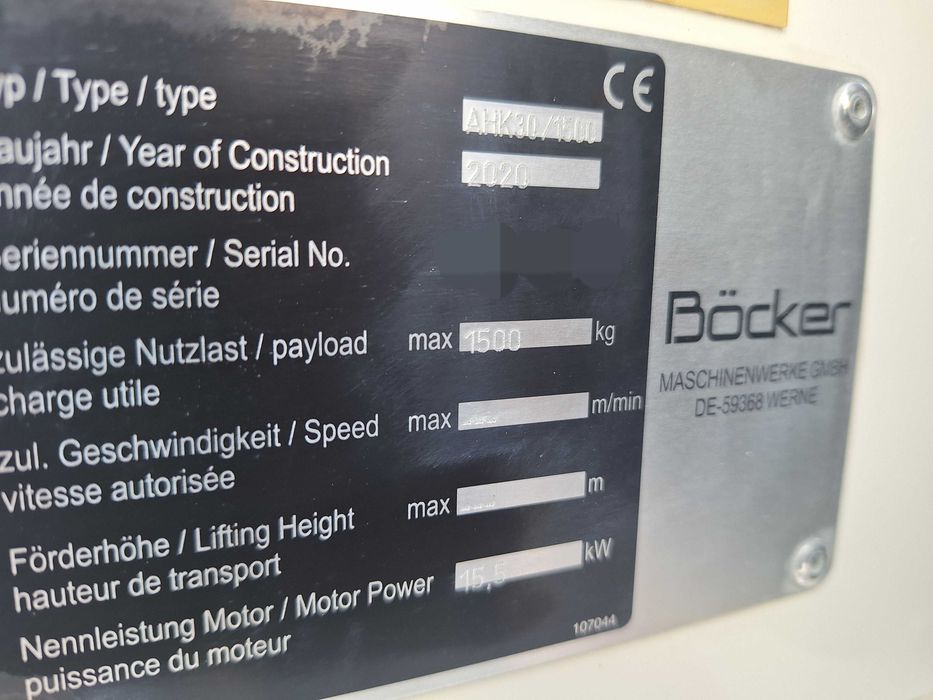 yp / Type / type
AHK30/1500
aujahr / Year of Construction
2020
nnée de construction
eriennummer / Serial No.
numéro de série
zulässige Nutzlast / payload
max 1500 kg
charge utile
zul. Geschwindigkeit / Speed
max --- m/min
vitesse autorisée
Förderhöhe / Lifting Height
max --- m
hauteur de transport
Nennleistung Motor / Motor Power
15,5 kW
puissance du moteur
107044
CE
Böcker
MASCHINENWERKE GMBH
DE-59368 WERNE